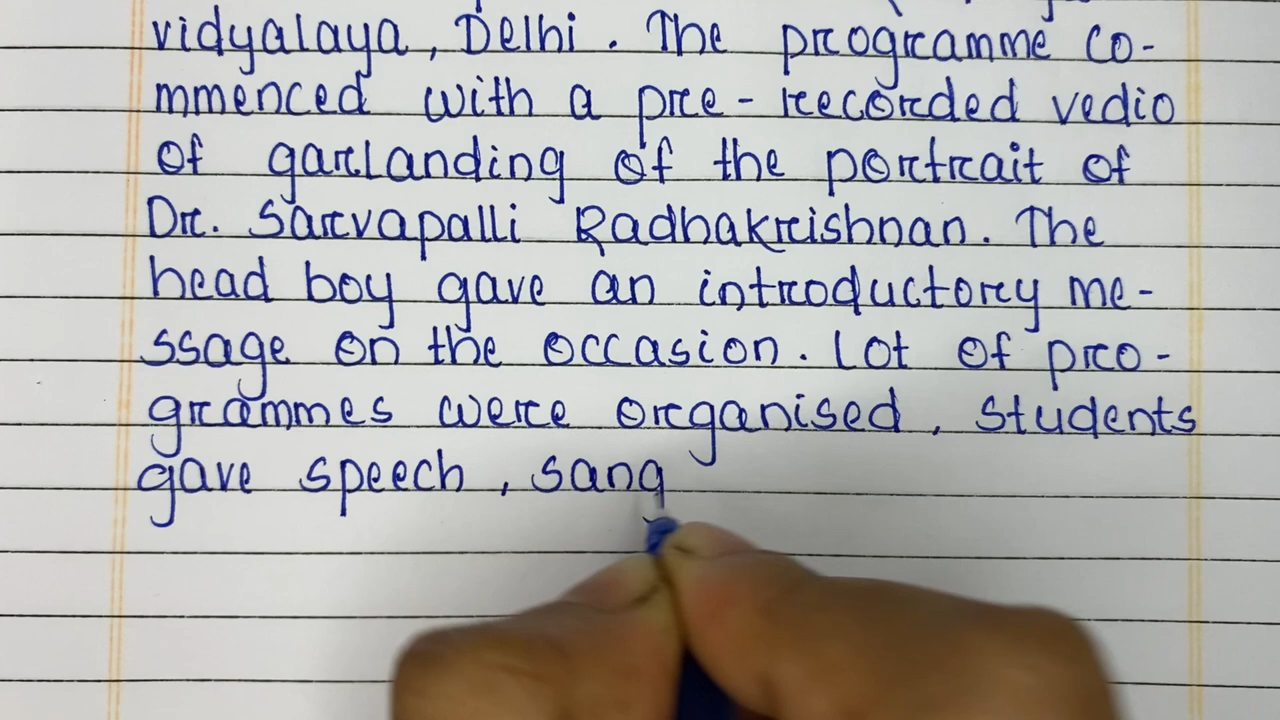 vidyalaya, Delhi. The programme co-
mmenced with a pre-recorded vedio
of garlanding of the portrait of
Dr. Sarvapalli Radhakrishnan. The
head boy gave an introductory me-
ssage on the occasion. Lot of pro-
grammes were organised, students
gave speech, sang